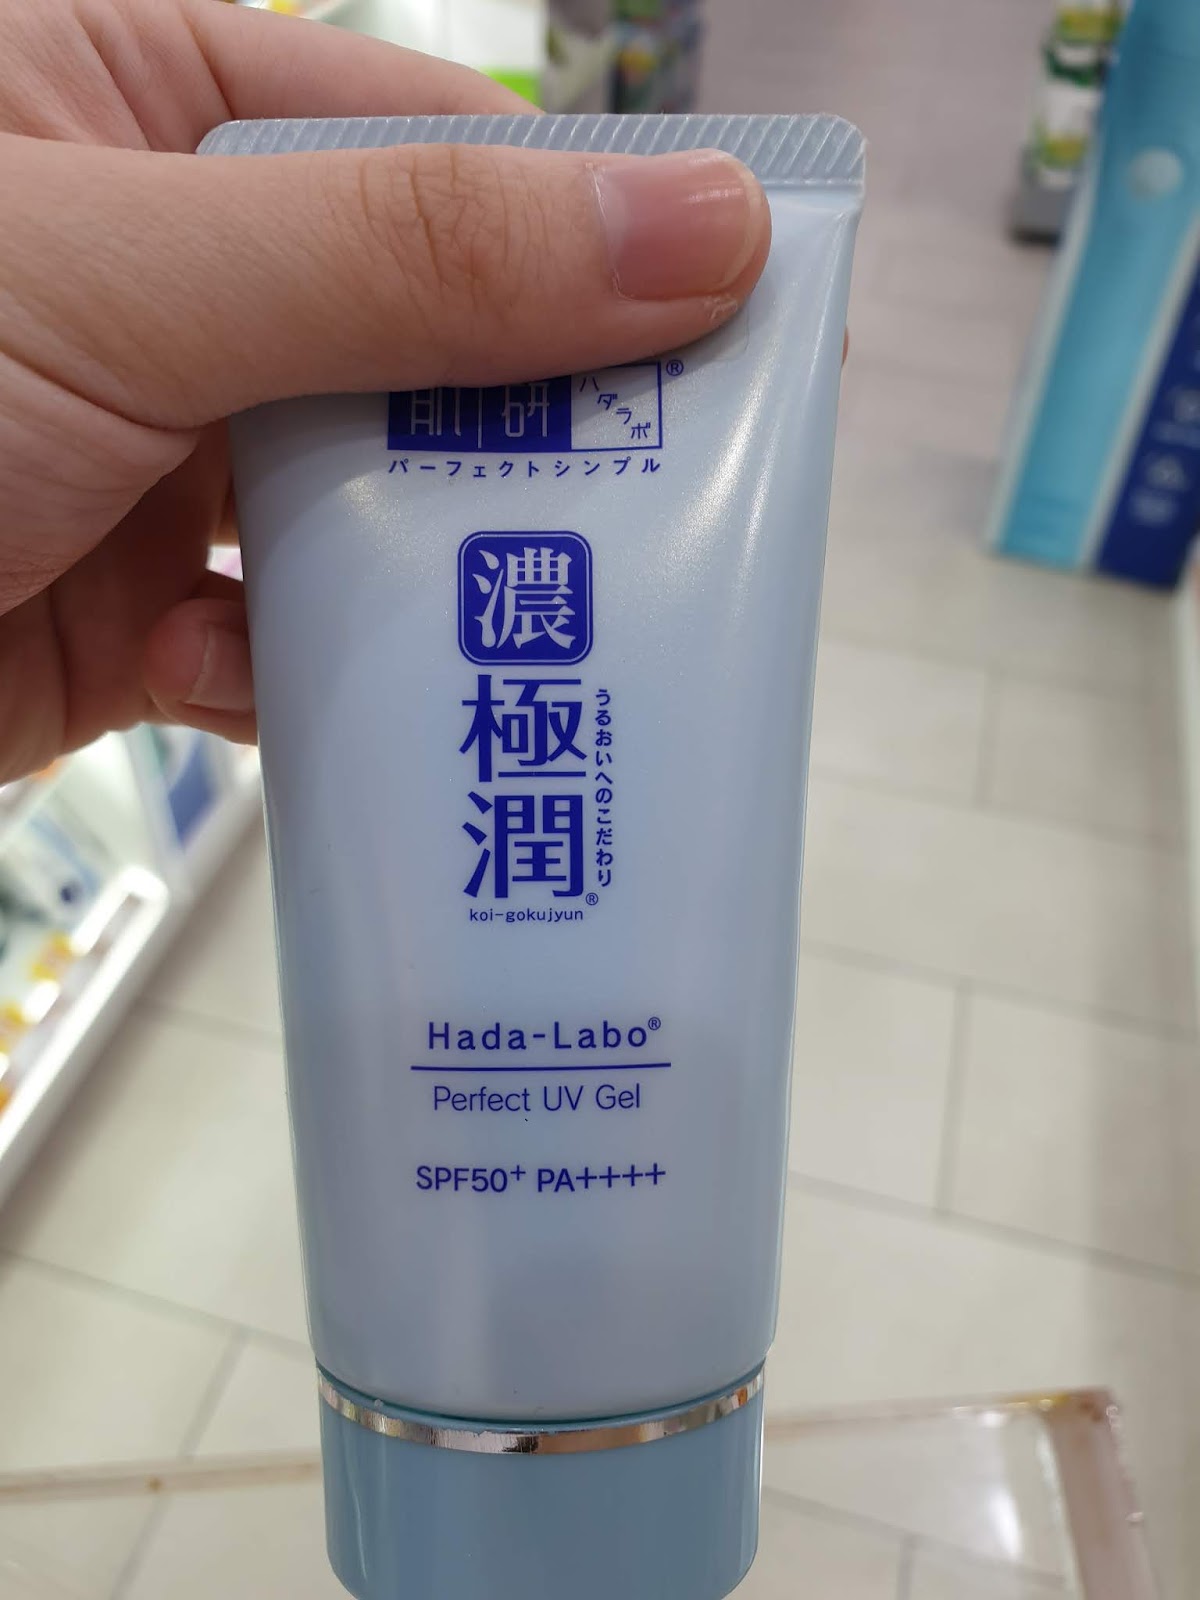 肌研
ハダラボ®
パーフェクトシンプル
濃
極潤®
うるおいへのこだわり
koi-gokujyun
Hada-Labo®
Perfect UV Gel
SPF50+ PA++++